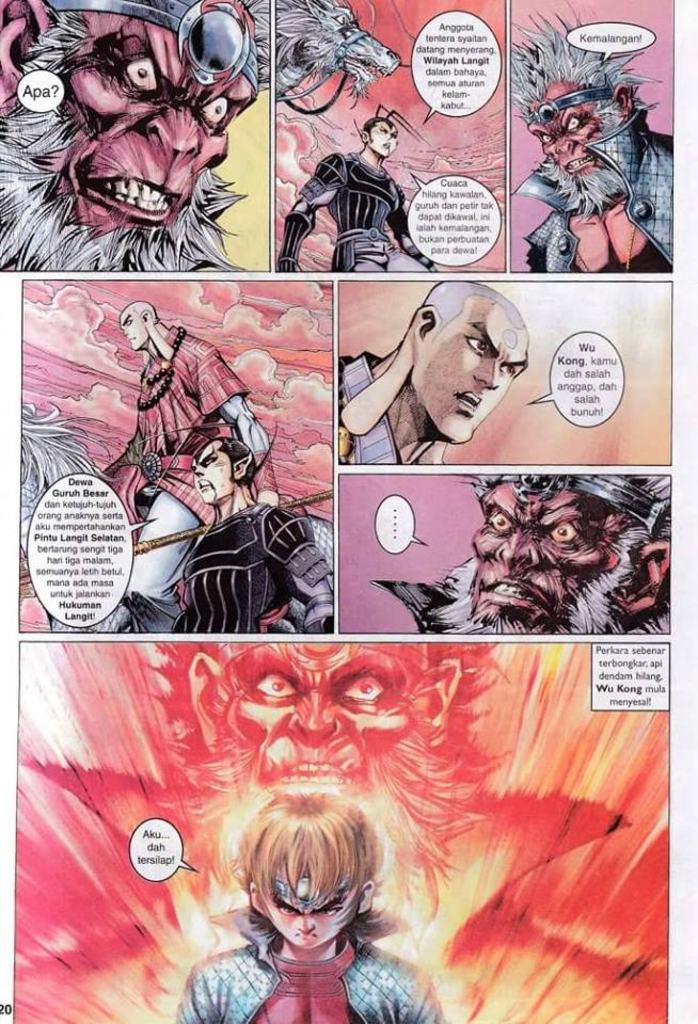 Apa?
Anggota
tentera syaitan
datang menyerang,
Wilayah Langit
dalam bahaya,
semua aturan
kelam-
kabut...
Cuaca
hilang kawalan,
guruh dan petir tak
dapat dikawal, ini
ialah kemalangan,
bukan perbuatan
para dewa!
Kemalangan!
Dewa
Guruh Besar
dan ketujuh-tujuh
orang anaknya serta
aku mempertahankan
Pintu Langit Selatan,
bertarung sengit tiga
hari tiga malam,
semuanya letih betul,
mana ada masa
untuk jalankan
Hukuman
Langit!
Wu
Kong, kamu
dah salah
anggap, dah
salah
bunuh!
.....
Perkara sebenar
terbongkar, api
dendam hilang,
Wu Kong mula
menyesal!
Aku...
dah
tersilap!
20